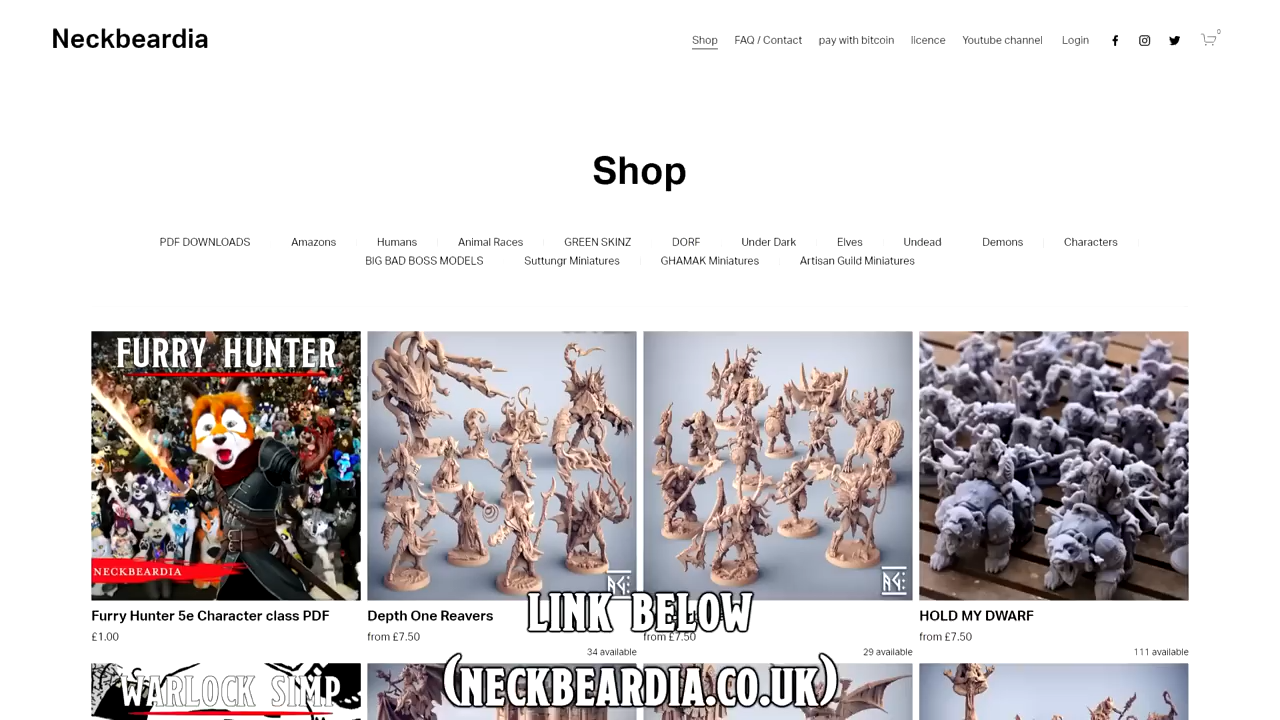 Neckbeardia
Shop FAQ / Contact pay with bitcoin licence Youtube channel Login 0
Shop
PDF DOWNLOADS Amazons Humans Animal Races GREEN SKINZ DORF Under Dark Elves Undead Demons Characters
BIG BAD BOSS MODELS Suttungr Miniatures GHAMAK Miniatures Artisan Guild Miniatures
FURRY HUNTER
NECKBEARDIA
Furry Hunter 5e Character class PDF
£1.00
Depth One Reavers
from £7.50
34 available
from £7.50
29 available
HOLD MY DWARF
from £7.50
111 available
LINK BELOW
(NECKBEARDIA.CO.UK)
WARLOCK SIMP